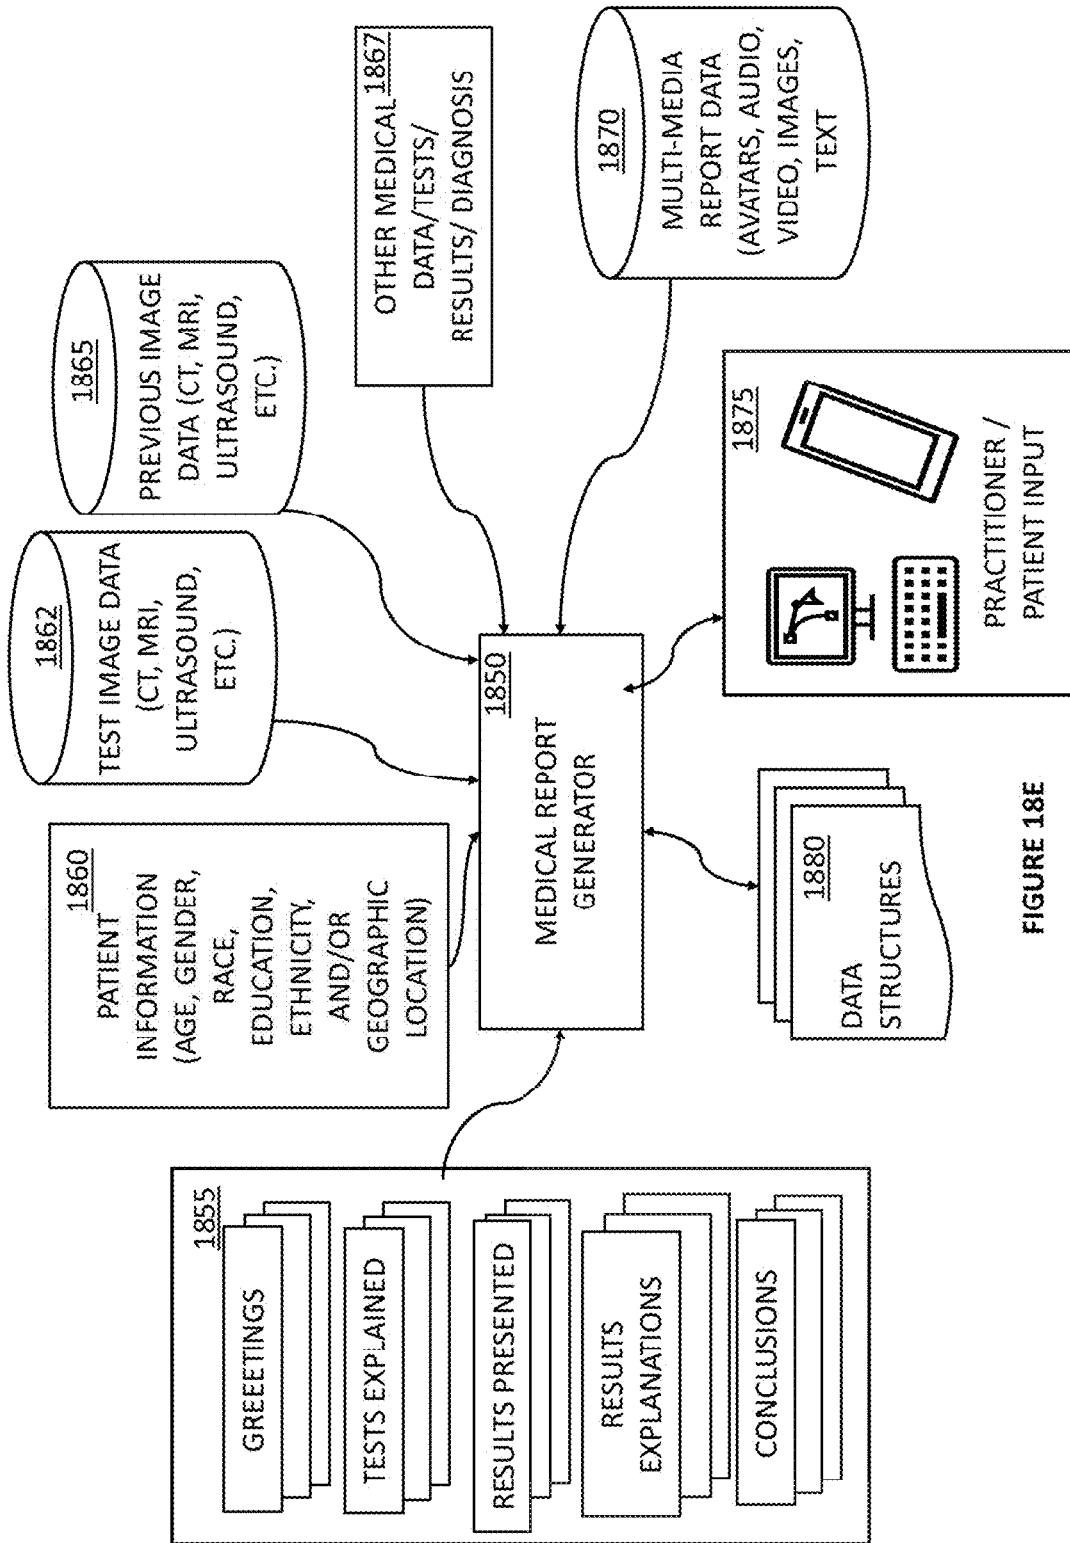 1855
GREEETINGS
TESTS EXPLAINED
RESULTS PRESENTED
RESULTS
EXPLANATIONS
CONCLUSIONS
1860
PATIENT
INFORMATION
(AGE, GENDER,
RACE,
EDUCATION,
ETHNICITY,
AND/OR
GEOGRAPHIC
LOCATION)
1862
TEST IMAGE DATA
(CT, MRI,
ULTRASOUND,
ETC.)
1865
PREVIOUS IMAGE
DATA (CT, MRI,
ULTRASOUND,
ETC.)
OTHER MEDICAL 1867
DATA/TESTS/
RESULTS/ DIAGNOSIS
1850
MEDICAL REPORT
GENERATOR
1870
MULTI-MEDIA
REPORT DATA
(AVATARS, AUDIO,
VIDEO, IMAGES,
TEXT
1880
DATA
STRUCTURES
1875
PRACTITIONER /
PATIENT INPUT
FIGURE 18E